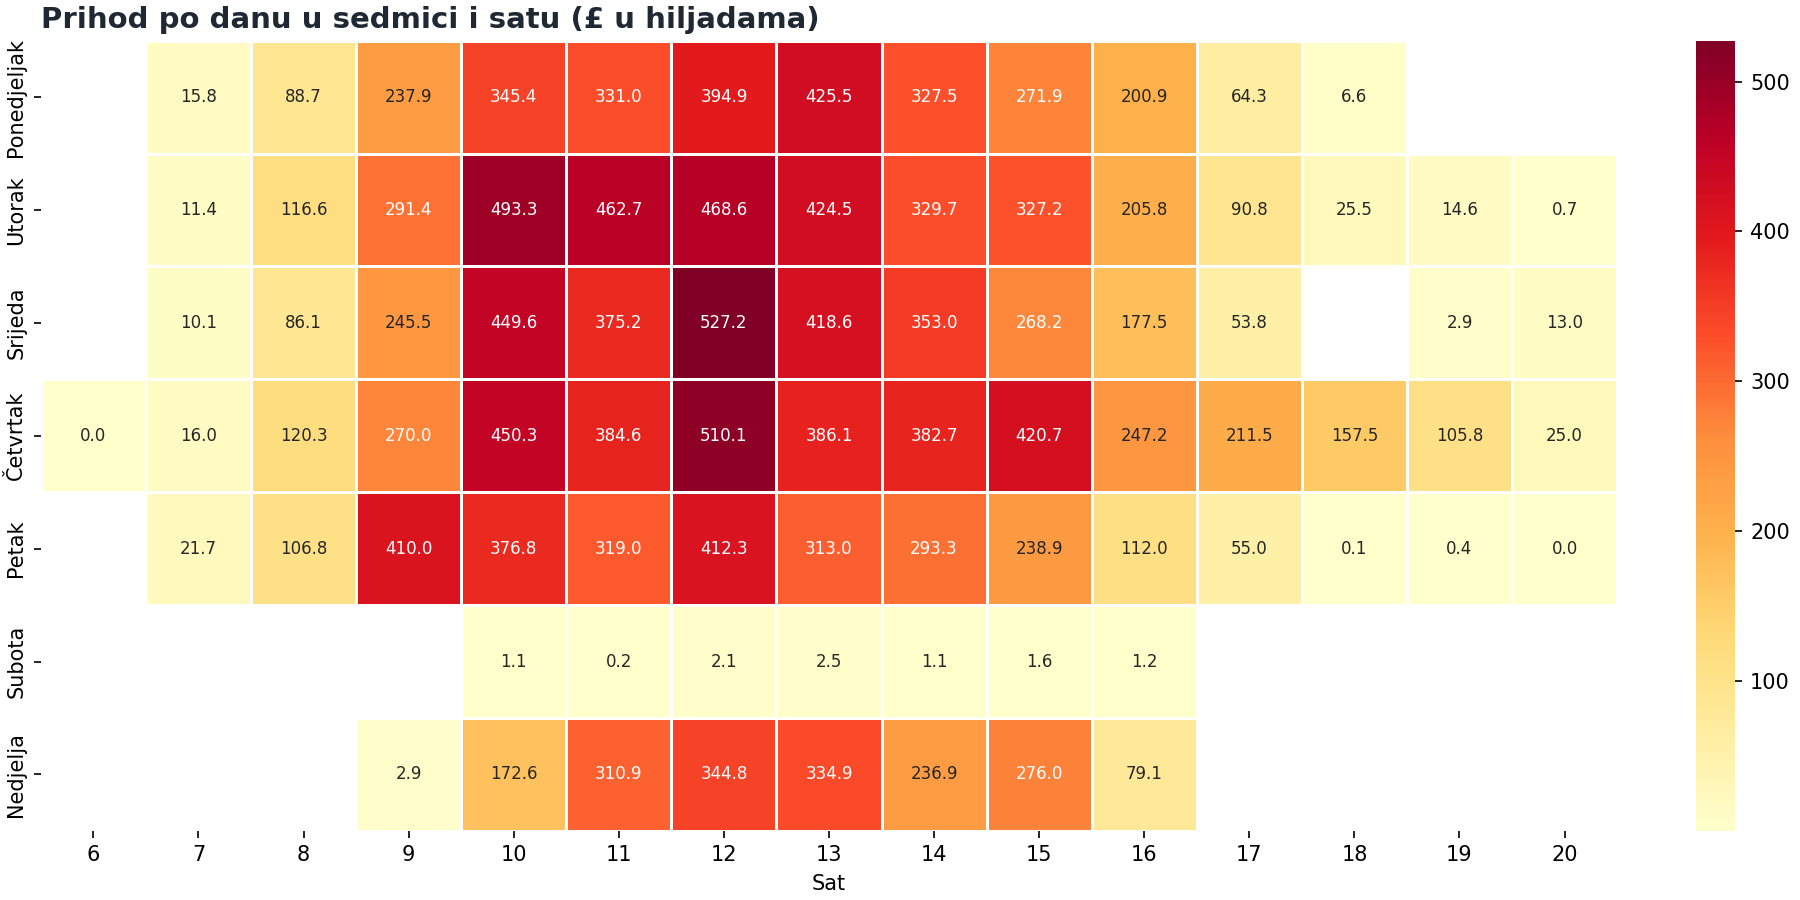 Prihod po danu u sedmici i satu (£ u hiljadama)
Ponedjeljak 15.8 88.7 237.9 345.4 331.0 394.9 425.5 327.5 271.9 200.9 64.3 6.6
Utorak 11.4 116.6 291.4 493.3 462.7 468.6 424.5 329.7 327.2 205.8 90.8 25.5 14.6 0.7
Srijeda 10.1 86.1 245.5 449.6 375.2 527.2 418.6 353.0 268.2 177.5 53.8 2.9 13.0
Četvrtak 0.0 16.0 120.3 270.0 450.3 384.6 510.1 386.1 382.7 420.7 247.2 211.5 157.5 105.8 25.0
Petak 21.7 106.8 410.0 376.8 319.0 412.3 313.0 293.3 238.9 112.0 55.0 0.1 0.4 0.0
Subota 1.1 0.2 2.1 2.5 1.1 1.6 1.2
Nedjelja 2.9 172.6 310.9 344.8 334.9 236.9 276.0 79.1
6 7 8 9 10 11 12 13 14 15 16 17 18 19 20
Sat
500
400
300
200
100